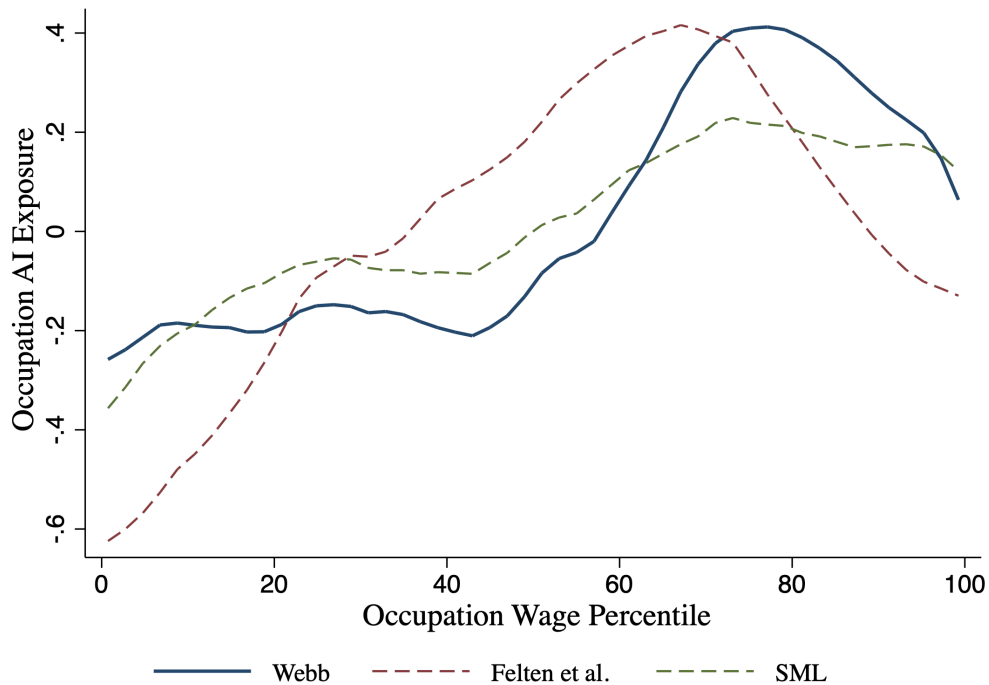 .4
.2
0
-.2
-.4
-.6
Occupation AI Exposure
0 20 40 60 80 100
Occupation Wage Percentile
Webb Felten et al. SML